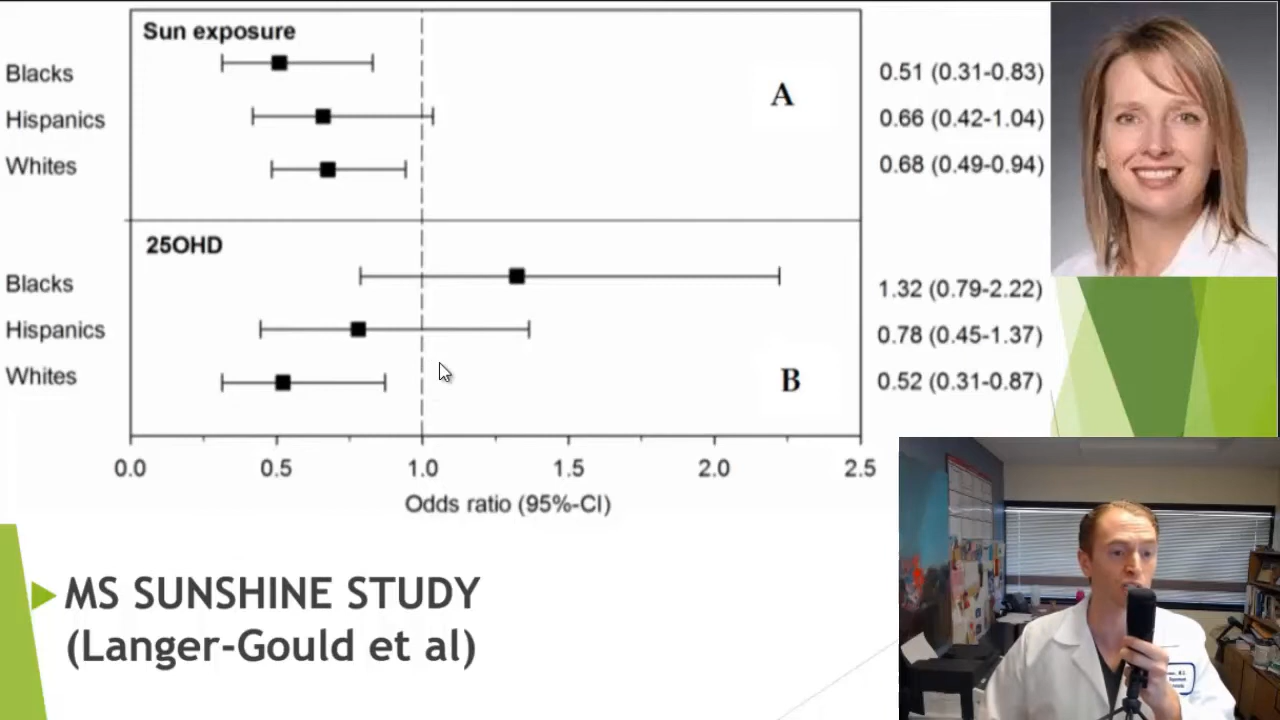 Sun exposure
A
Blacks 0.51 (0.31-0.83)
Hispanics 0.66 (0.42-1.04)
Whites 0.68 (0.49-0.94)
25OHD
Blacks 1.32 (0.79-2.22)
Hispanics 0.78 (0.45-1.37)
Whites 0.52 (0.31-0.87)
B
0.0 0.5 1.0 1.5 2.0 2.5
Odds ratio (95%-CI)
MS SUNSHINE STUDY
(Langer-Gould et al)